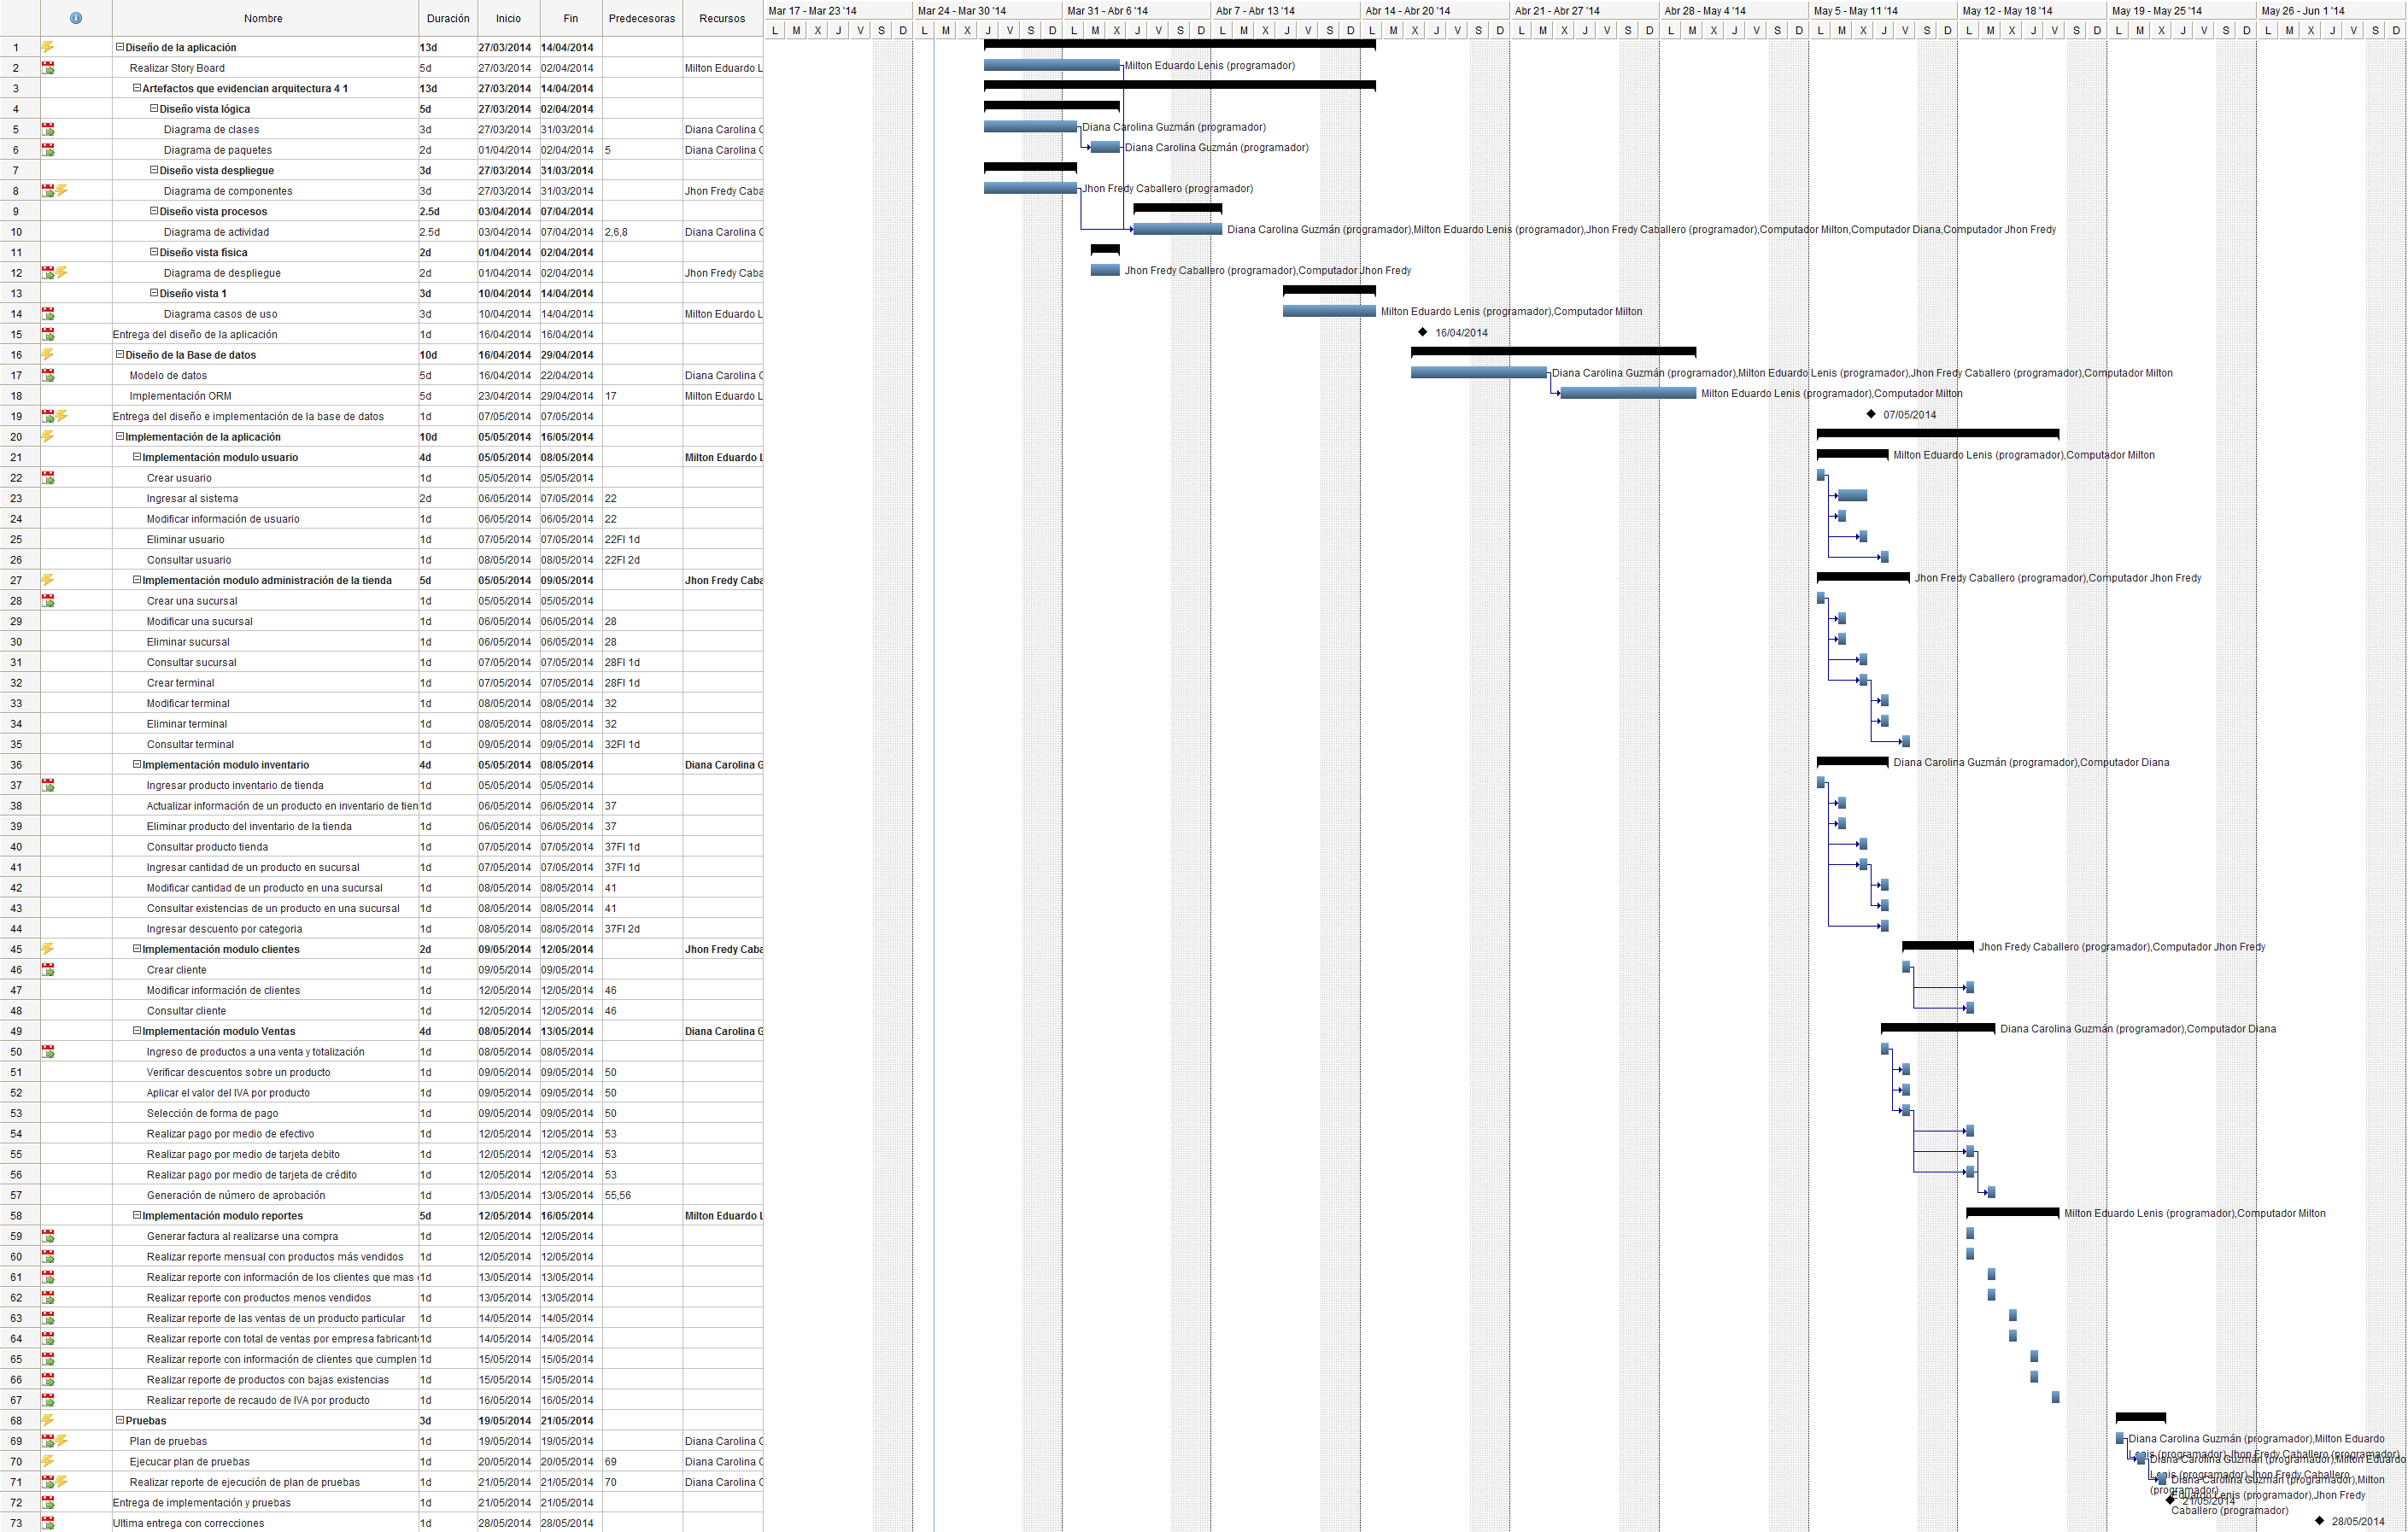 Nombre Duración Inicio Fin Predecesoras Recursos
Mar 17 - Mar 23 '14 Mar 24 - Mar 30 '14 Mar 31 - Abr 6 '14 Abr 7 - Abr 13 '14 Abr 14 - Abr 20 '14 Abr 21 - Abr 27 '14 Abr 28 - May 4 '14 May 5 - May 11 '14 May 12 - May 18 '14 May 19 - May 25 '14 May 26 - Jun 1 '14
L M X J V S D L M X J V S D L M X J V S D L M X J V S D L M X J V S D L M X J V S D L M X J V S D L M X J V S D L M X J V S D L M X J V S D L M X J V S D
1 Diseño de la aplicación 13d 27/03/2014 14/04/2014
2 Realizar Story Board 5d 27/03/2014 02/04/2014 Milton Eduardo L Milton Eduardo Lenis (programador)
3 Artefactos que evidencian arquitectura 4 1 13d 27/03/2014 14/04/2014
4 Diseño vista lógica 5d 27/03/2014 02/04/2014
5 Diagrama de clases 3d 27/03/2014 31/03/2014 Diana Carolina G Diana Carolina Guzmán (programador)
6 Diagrama de paquetes 2d 01/04/2014 02/04/2014 5 Diana Carolina G Diana Carolina Guzmán (programador)
7 Diseño vista despliegue 3d 27/03/2014 31/03/2014
8 Diagrama de componentes 3d 27/03/2014 31/03/2014 Jhon Fredy Caba Jhon Fredy Caballero (programador)
9 Diseño vista procesos 2.5d 03/04/2014 07/04/2014
10 Diagrama de actividad 2.5d 03/04/2014 07/04/2014 2,6,8 Diana Carolina G Diana Carolina Guzmán (programador),Milton Eduardo Lenis (programador),Jhon Fredy Caballero (programador),Computador Milton,Computador Diana,Computador Jhon Fredy
11 Diseño vista física 2d 01/04/2014 02/04/2014
12 Diagrama de despliegue 2d 01/04/2014 02/04/2014 Jhon Fredy Caba Jhon Fredy Caballero (programador),Computador Jhon Fredy
13 Diseño vista 1 3d 10/04/2014 14/04/2014
14 Diagrama casos de uso 3d 10/04/2014 14/04/2014 Milton Eduardo L Milton Eduardo Lenis (programador),Computador Milton
15 Entrega del diseño de la aplicación 1d 16/04/2014 16/04/2014 16/04/2014
16 Diseño de la Base de datos 10d 16/04/2014 29/04/2014
17 Modelo de datos 5d 16/04/2014 22/04/2014 Diana Carolina G Diana Carolina Guzmán (programador),Milton Eduardo Lenis (programador),Jhon Fredy Caballero (programador),Computador Milton
18 Implementación ORM 5d 23/04/2014 29/04/2014 17 Milton Eduardo L Milton Eduardo Lenis (programador),Computador Milton
19 Entrega del diseño e implementación de la base de datos 1d 07/05/2014 07/05/2014 07/05/2014
20 Implementación de la aplicación 10d 05/05/2014 16/05/2014
21 Implementación modulo usuario 4d 05/05/2014 08/05/2014 Milton Eduardo L Milton Eduardo Lenis (programador),Computador Milton
22 Crear usuario 1d 05/05/2014 05/05/2014
23 Ingresar al sistema 2d 06/05/2014 07/05/2014 22
24 Modificar información de usuario 1d 06/05/2014 06/05/2014 22
25 Eliminar usuario 1d 07/05/2014 07/05/2014 22FI 1d
26 Consultar usuario 1d 08/05/2014 08/05/2014 22FI 2d
27 Implementación modulo administración de la tienda 5d 05/05/2014 09/05/2014 Jhon Fredy Caba Jhon Fredy Caballero (programador),Computador Jhon Fredy
28 Crear una sucursal 1d 05/05/2014 05/05/2014
29 Modificar una sucursal 1d 06/05/2014 06/05/2014 28
30 Eliminar sucursal 1d 06/05/2014 06/05/2014 28
31 Consultar sucursal 1d 07/05/2014 07/05/2014 28FI 1d
32 Crear terminal 1d 07/05/2014 07/05/2014 28FI 1d
33 Modificar terminal 1d 08/05/2014 08/05/2014 32
34 Eliminar terminal 1d 08/05/2014 08/05/2014 32
35 Consultar terminal 1d 09/05/2014 09/05/2014 32FI 1d
36 Implementación modulo inventario 4d 05/05/2014 08/05/2014 Diana Carolina G Diana Carolina Guzmán (programador),Computador Diana
37 Ingresar producto inventario de tienda 1d 05/05/2014 05/05/2014
38 Actualizar información de un producto en inventario de tien 1d 06/05/2014 06/05/2014 37
39 Eliminar producto del inventario de la tienda 1d 06/05/2014 06/05/2014 37
40 Consultar producto tienda 1d 07/05/2014 07/05/2014 37FI 1d
41 Ingresar cantidad de un producto en sucursal 1d 07/05/2014 07/05/2014 37FI 1d
42 Modificar cantidad de un producto en una sucursal 1d 08/05/2014 08/05/2014 41
43 Consultar existencias de un producto en una sucursal 1d 08/05/2014 08/05/2014 41
44 Ingresar descuento por categoria 1d 08/05/2014 08/05/2014 37FI 2d
45 Implementación modulo clientes 2d 09/05/2014 12/05/2014 Jhon Fredy Caba Jhon Fredy Caballero (programador),Computador Jhon Fredy
46 Crear cliente 1d 09/05/2014 09/05/2014
47 Modificar información de clientes 1d 12/05/2014 12/05/2014 46
48 Consultar cliente 1d 12/05/2014 12/05/2014 46
49 Implementación modulo Ventas 4d 08/05/2014 13/05/2014 Diana Carolina G Diana Carolina Guzmán (programador),Computador Diana
50 Ingreso de productos a una venta y totalización 1d 08/05/2014 08/05/2014
51 Verificar descuentos sobre un producto 1d 09/05/2014 09/05/2014 50
52 Aplicar el valor del IVA por producto 1d 09/05/2014 09/05/2014 50
53 Selección de forma de pago 1d 09/05/2014 09/05/2014 50
54 Realizar pago por medio de efectivo 1d 12/05/2014 12/05/2014 53
55 Realizar pago por medio de tarjeta debito 1d 12/05/2014 12/05/2014 53
56 Realizar pago por medio de tarjeta de crédito 1d 12/05/2014 12/05/2014 53
57 Generación de número de aprobación 1d 13/05/2014 13/05/2014 55,56
58 Implementación modulo reportes 5d 12/05/2014 16/05/2014 Milton Eduardo L Milton Eduardo Lenis (programador),Computador Milton
59 Generar factura al realizarse una compra 1d 12/05/2014 12/05/2014
60 Realizar reporte mensual con productos más vendidos 1d 12/05/2014 12/05/2014
61 Realizar reporte con información de los clientes que mas 1d 13/05/2014 13/05/2014
62 Realizar reporte con productos menos vendidos 1d 13/05/2014 13/05/2014
63 Realizar reporte de las ventas de un producto particular 1d 14/05/2014 14/05/2014
64 Realizar reporte con total de ventas por empresa fabricant 1d 14/05/2014 14/05/2014
65 Realizar reporte con información de clientes que cumplen 1d 15/05/2014 15/05/2014
66 Realizar reporte de productos con bajas existencias 1d 15/05/2014 15/05/2014
67 Realizar reporte de recaudo de IVA por producto 1d 16/05/2014 16/05/2014
68 Pruebas 3d 19/05/2014 21/05/2014
69 Plan de pruebas 1d 19/05/2014 19/05/2014 Diana Carolina G Diana Carolina Guzmán (programador),Milton Eduardo
Lenis (programador),Jhon Fredy Caballero (programador)
70 Ejecucar plan de pruebas 1d 20/05/2014 20/05/2014 69 Diana Carolina G Diana Carolina Guzmán (programador),Milton Eduardo
Lenis (programador),Jhon Fredy Caballero
(programador)
71 Realizar reporte de ejecución de plan de pruebas 1d 21/05/2014 21/05/2014 70 Diana Carolina G Diana Carolina Guzmán (programador),Milton
Eduardo Lenis (programador),Jhon Fredy
Caballero (programador)
72 Entrega de implementación y pruebas 1d 21/05/2014 21/05/2014 21/05/2014
73 Ultima entrega con correcciones 1d 28/05/2014 28/05/2014 28/05/2014